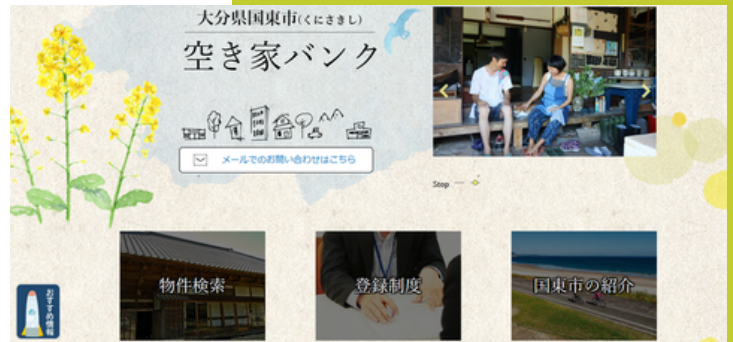 大分県国東市(くにさきし)
空き家バンク
メールでのお問い合わせはこちら
Stop
物件検索
登録制度
国東市の紹介
おすすめ情報